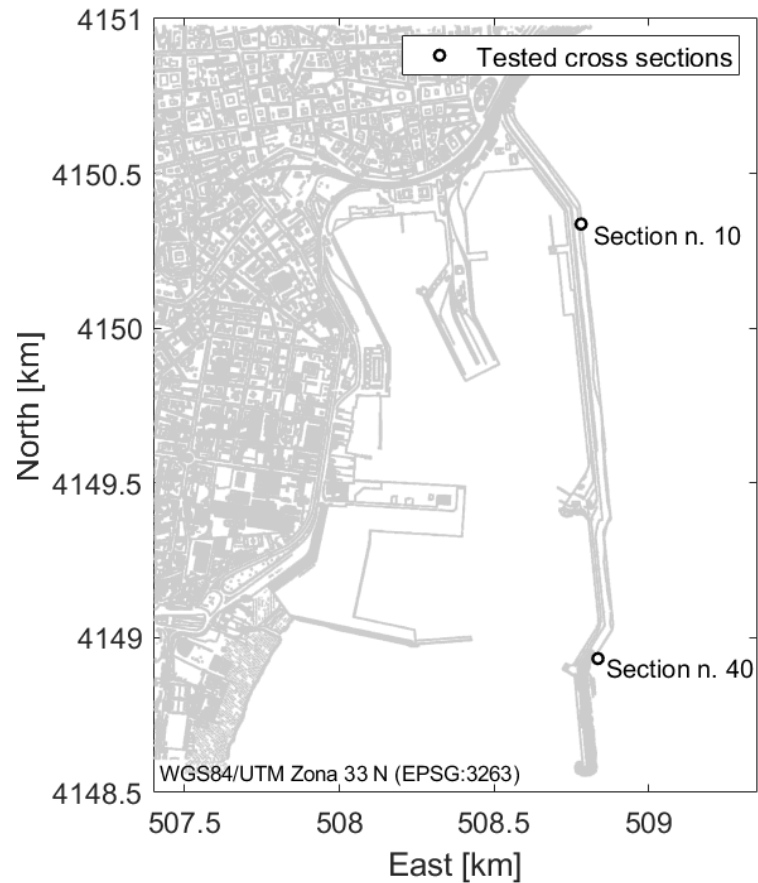 4151
Tested cross sections
4150.5
Section n. 10
4150
North [km]
4149.5
4149
Section n. 40
WGS84/UTM Zona 33 N (EPSG:3263)
4148.5
507.5 508 508.5 509
East [km]